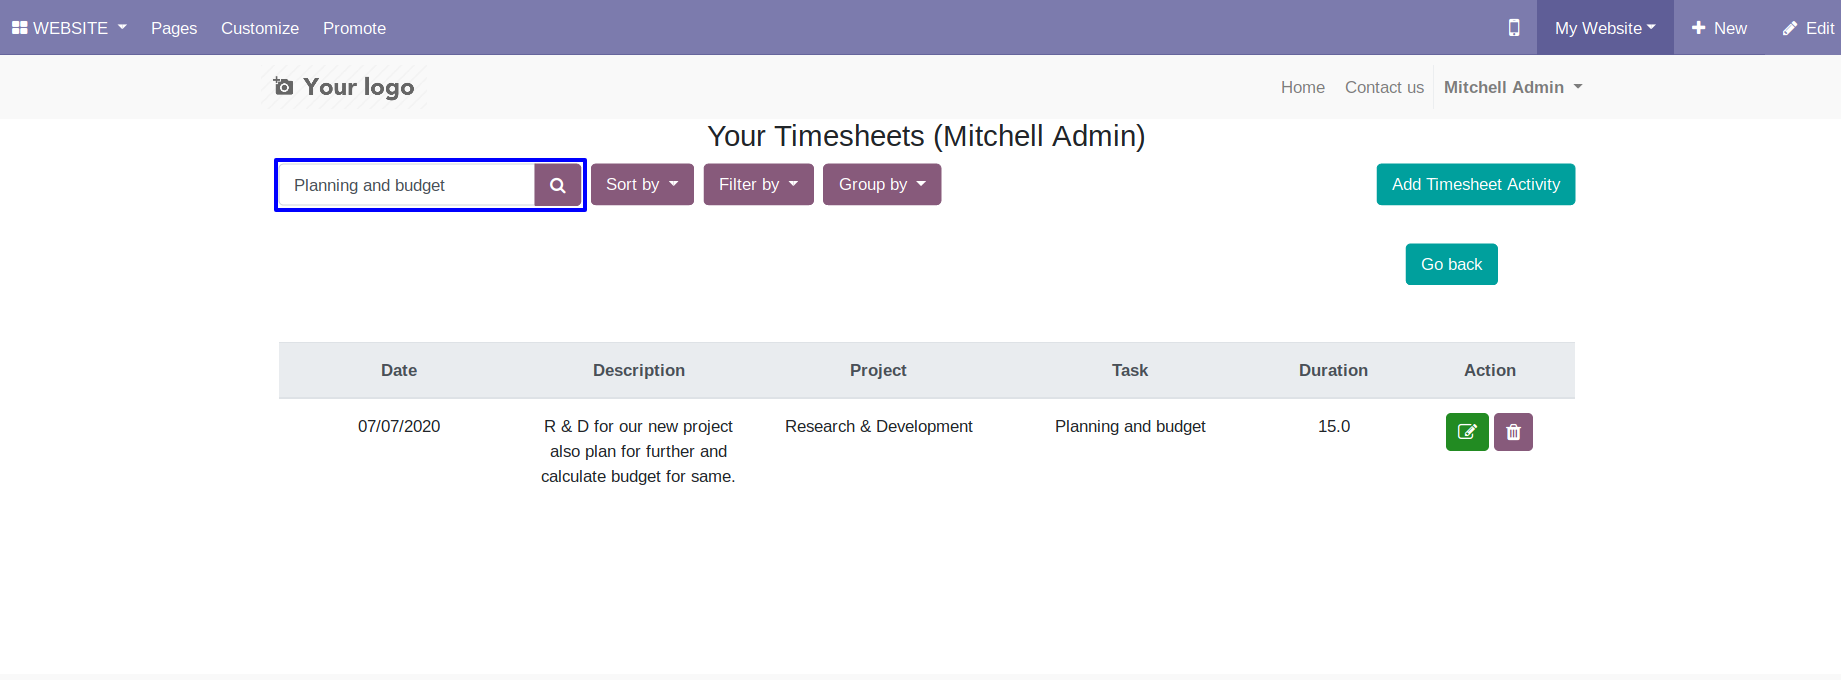 WEBSITE Pages Customize Promote My Website New Edit
Your logo Home Contact us Mitchell Admin
Your Timesheets (Mitchell Admin)
Planning and budget Sort by Filter by Group by Add Timesheet Activity
Go back
Date Description Project Task Duration Action
07/07/2020 R & D for our new project Research & Development Planning and budget 15.0
also plan for further and
calculate budget for same.